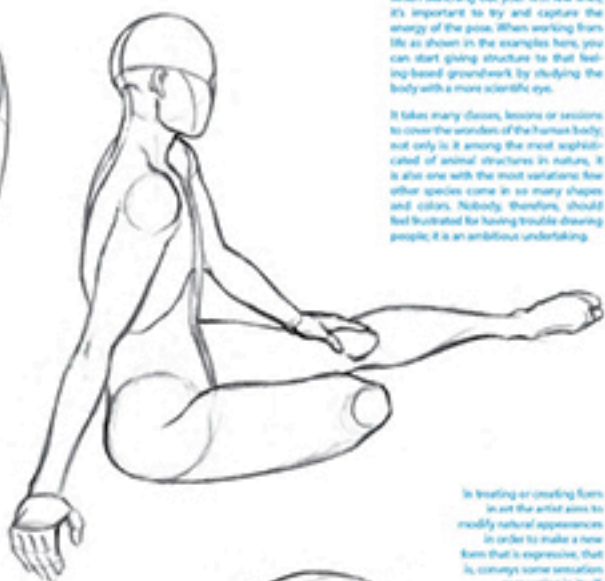 it's important to try and capture the
energy of the pose. When working from
life as shown in the examples here, you
can start giving structure to that feel-
ing-based groundwork by studying the
body with a more scientific eye.
It takes many classes, lessons or sessions
to cover the wonders of the human body;
not only is it among the most sophisti-
cated of animal structures in nature, it
is also one with the most variations: few
other species come in so many shapes
and colors. Nobody, therefore, should
feel frustrated for having trouble drawing
people; it is an ambitious undertaking.
In treating or creating form
in art the artist aims to
modify natural appearances
in order to make a new
form that is expressive, that
is, conveys some sensation